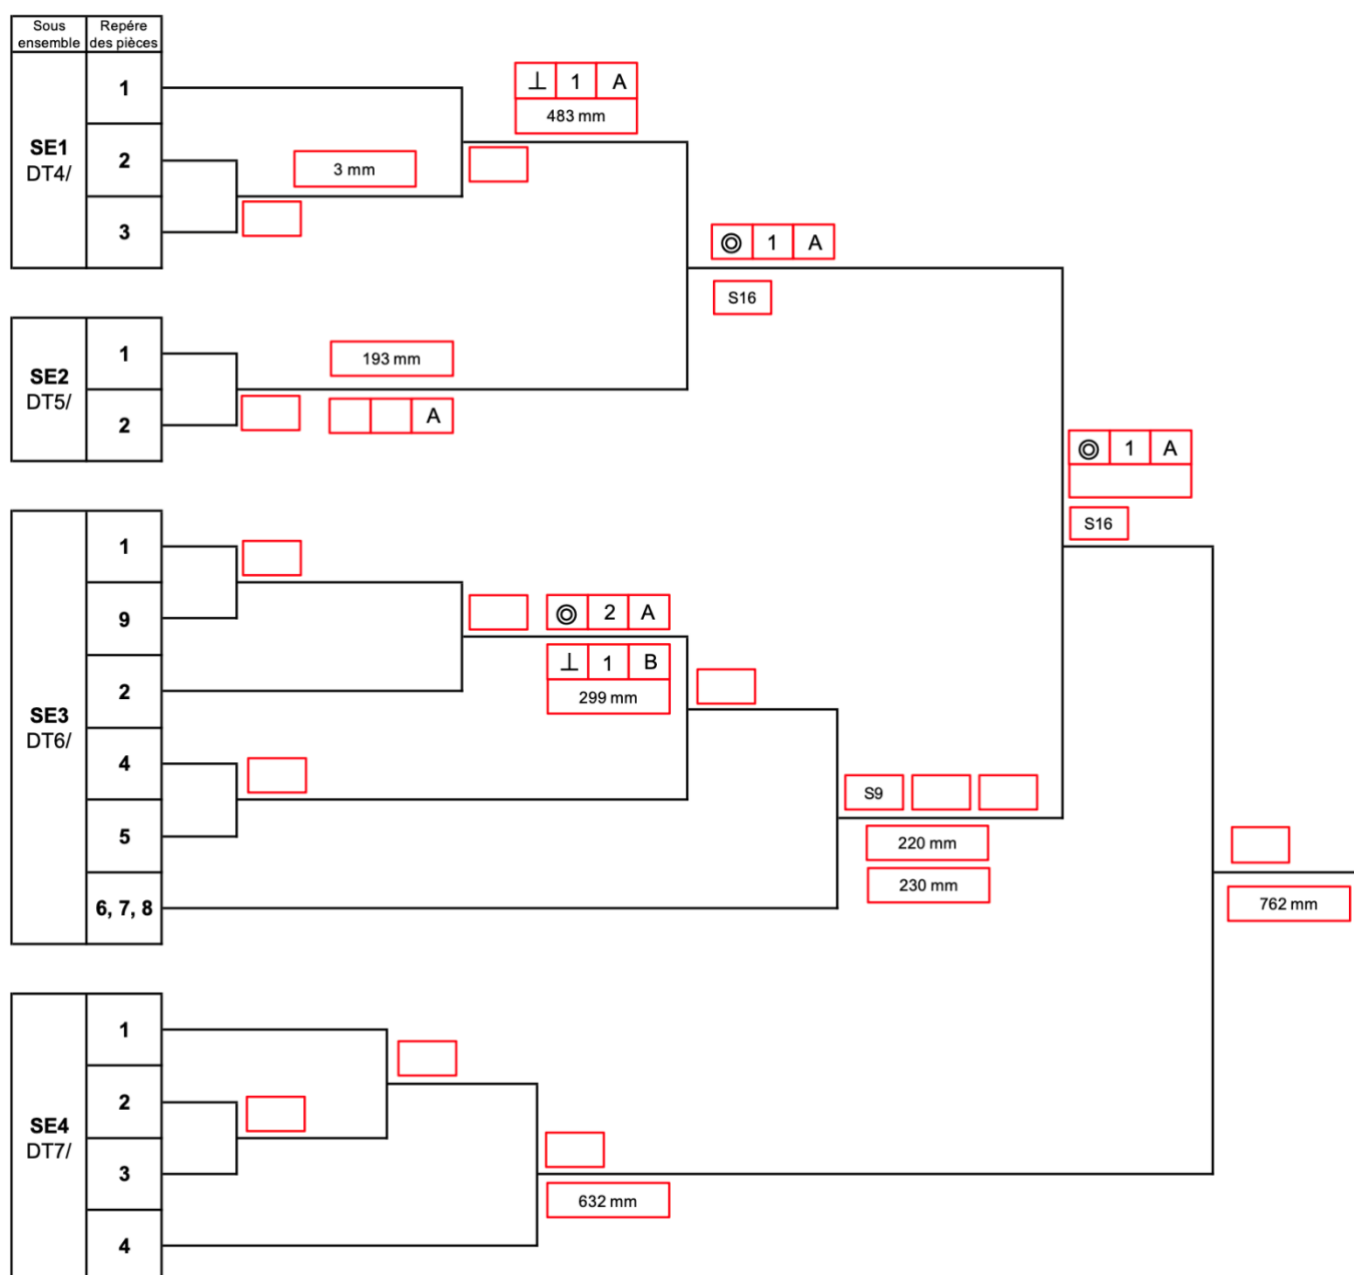 Sous
ensemble
Repére
des pièces
SE1
DT4/
1
2
3
⊥ 1 A
483 mm
3 mm
◎ 1 A
S16
SE2
DT5/
1
2
193 mm
A
◎ 1 A
S16
SE3
DT6/
1
9
2
4
5
6, 7, 8
◎ 2 A
⊥ 1 B
299 mm
S9
220 mm
230 mm
762 mm
SE4
DT7/
1
2
3
4
632 mm